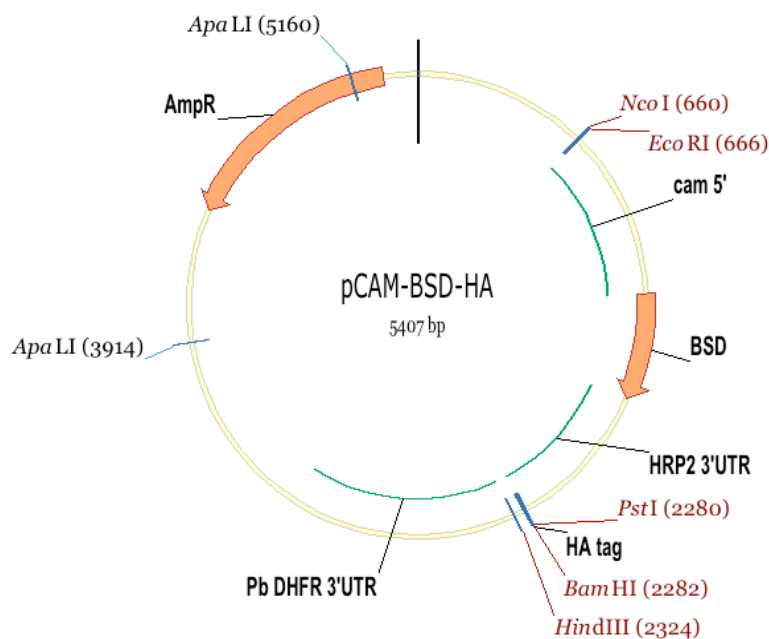 ApaLI (5160)
AmpR
NcoI (660)
EcoRI (666)
cam 5'
pCAM-BSD-HA
5407 bp
ApaLI (3914)
BSD
HRP2 3'UTR
PstI (2280)
HA tag
Pb DHFR 3'UTR
BamHI (2282)
HindIII (2324)